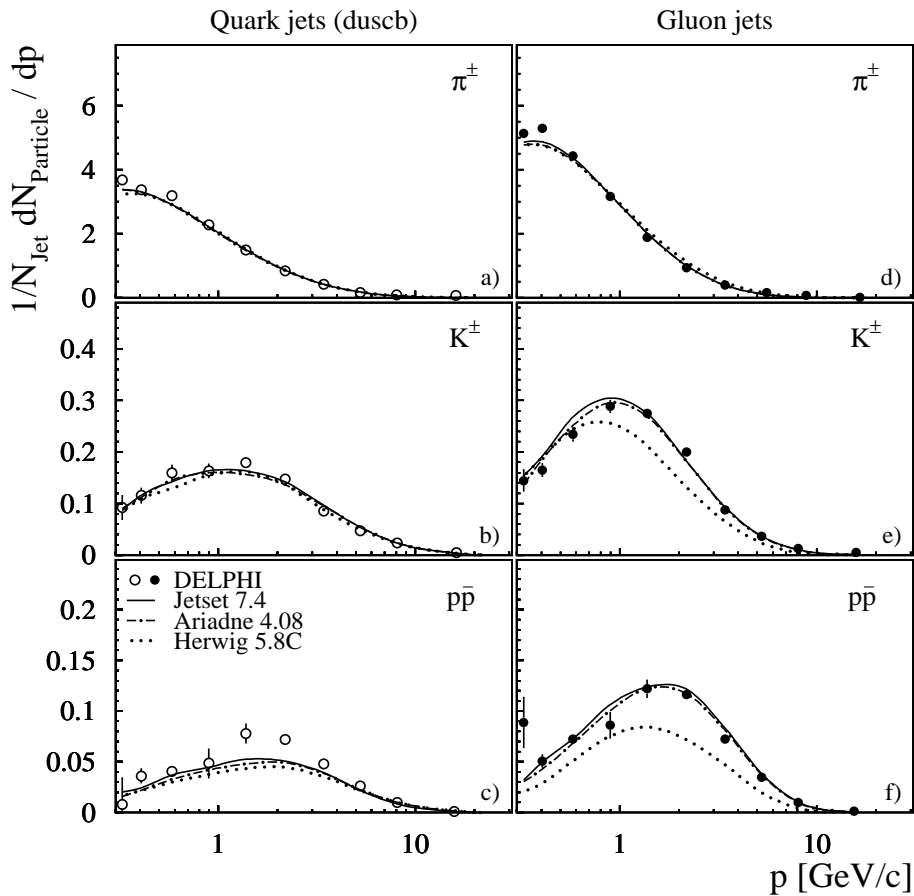 Quark jets (duscb)
Gluon jets
1/N_Jet dN_Particle / dp
π±
π±
6
4
2
0
a)
d)
K±
K±
0.4
0.3
0.2
0.1
0
b)
e)
DELPHI
Jetset 7.4
Ariadne 4.08
Herwig 5.8C
pp̄
pp̄
0.2
0.15
0.1
0.05
0
c)
f)
1
10
1
10
p [GeV/c]